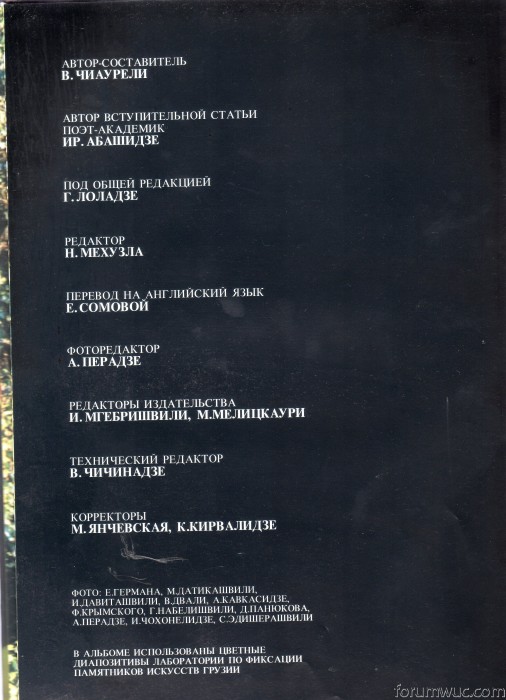 АВТОР-СОСТАВИТЕЛЬ
В. ЧИАУРЕЛИ
АВТОР ВСТУПИТЕЛЬНОЙ СТАТЬИ
ПОЭТ-АКАДЕМИК
ИР. АБАШИДЗЕ
ПОД ОБЩЕЙ РЕДАКЦИЕЙ
Г. ЛОЛАДЗЕ
РЕДАКТОР
Н. МЕХУЗЛА
ПЕРЕВОД НА АНГЛИЙСКИЙ ЯЗЫК
Е. СОМОВОЙ
ФОТОРЕДАКТОР
А. ПЕРАДЗЕ
РЕДАКТОРЫ ИЗДАТЕЛЬСТВА
И. МГЕБРИШВИЛИ, М. МЕЛИЦКАУРИ
ТЕХНИЧЕСКИЙ РЕДАКТОР
В. ЧИЧИНАДЗЕ
КОРРЕКТОРЫ
М. ЯНЧЕВСКАЯ, К. КИРВАЛИДЗЕ
ФОТО: Е.ГЕРМАНА, М.ДАТИКАШВИЛИ,
И.ДАВИТАШВИЛИ, В.ДВАЛИ, А.КАВКАСИДЗЕ,
Ф.КРЫМСКОГО, Г.НАБЕЛИШВИЛИ, Д.ПАНЮКОВА,
А.ПЕРАДЗЕ, И.ЧОХОНЕЛИДЗЕ, С.ЭДИШЕРАШВИЛИ
В АЛЬБОМЕ ИСПОЛЬЗОВАНЫ ЦВЕТНЫЕ
ДИАПОЗИТИВЫ ЛАБОРАТОРИИ ПО ФИКСАЦИИ
ПАМЯТНИКОВ ИСКУССТВ ГРУЗИИ
forumwuc.com